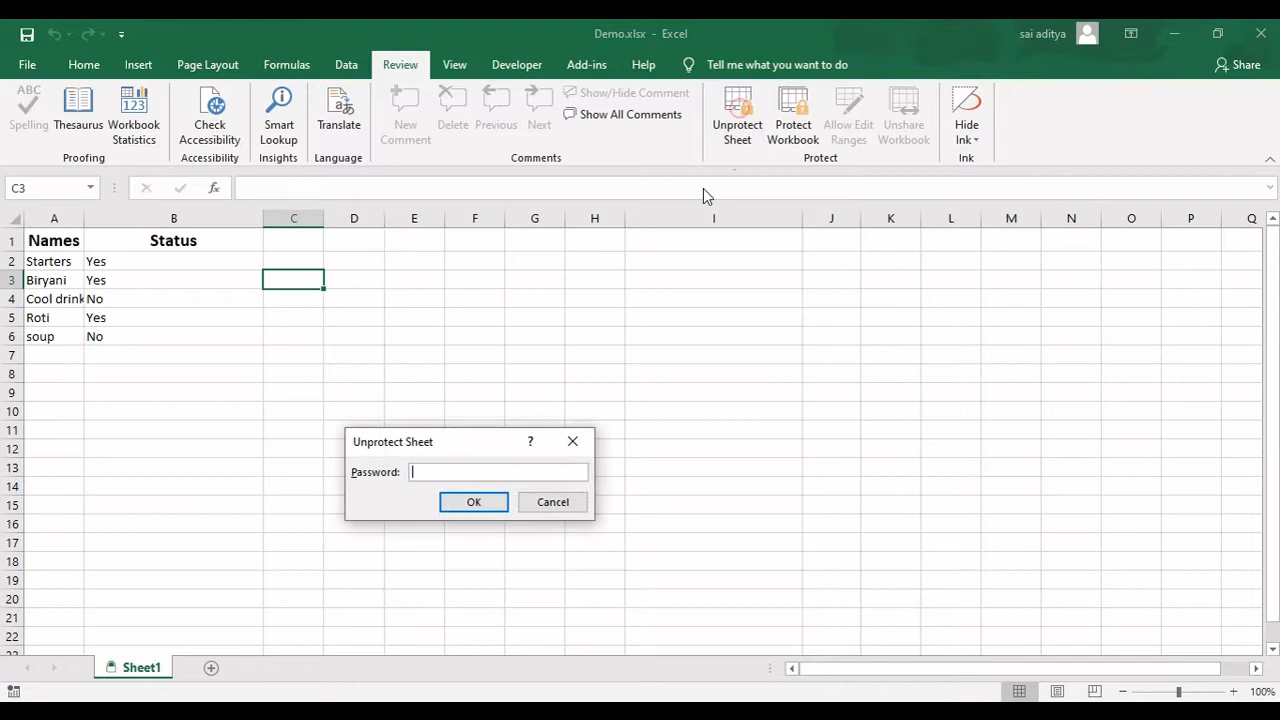 Demo.xlsx - Excel
sai aditya
File Home Insert Page Layout Formulas Data Review View Developer Add-ins Help Tell me what you want to do Share
ABC
Spelling
Thesaurus
123
Workbook
Statistics
Proofing
Check
Accessibility
Accessibility
Smart
Lookup
Insights
Translate
Language
New
Comment
Delete
Previous
Next
Show/Hide Comment
Show All Comments
Comments
Unprotect
Sheet
Protect
Workbook
Allow Edit
Ranges
Unshare
Workbook
Protect
Hide
Ink
Ink
C3 fx
A B C D E F G H I J K L M N O P Q
1 Names Status
2 Starters Yes
3 Biryani Yes
4 Cool drink No
5 Roti Yes
6 soup No
7
8
9
10
11
12
13
14
15
16
17
18
19
20
21
22
Unprotect Sheet ?
Password:
OK Cancel
Sheet1
100%